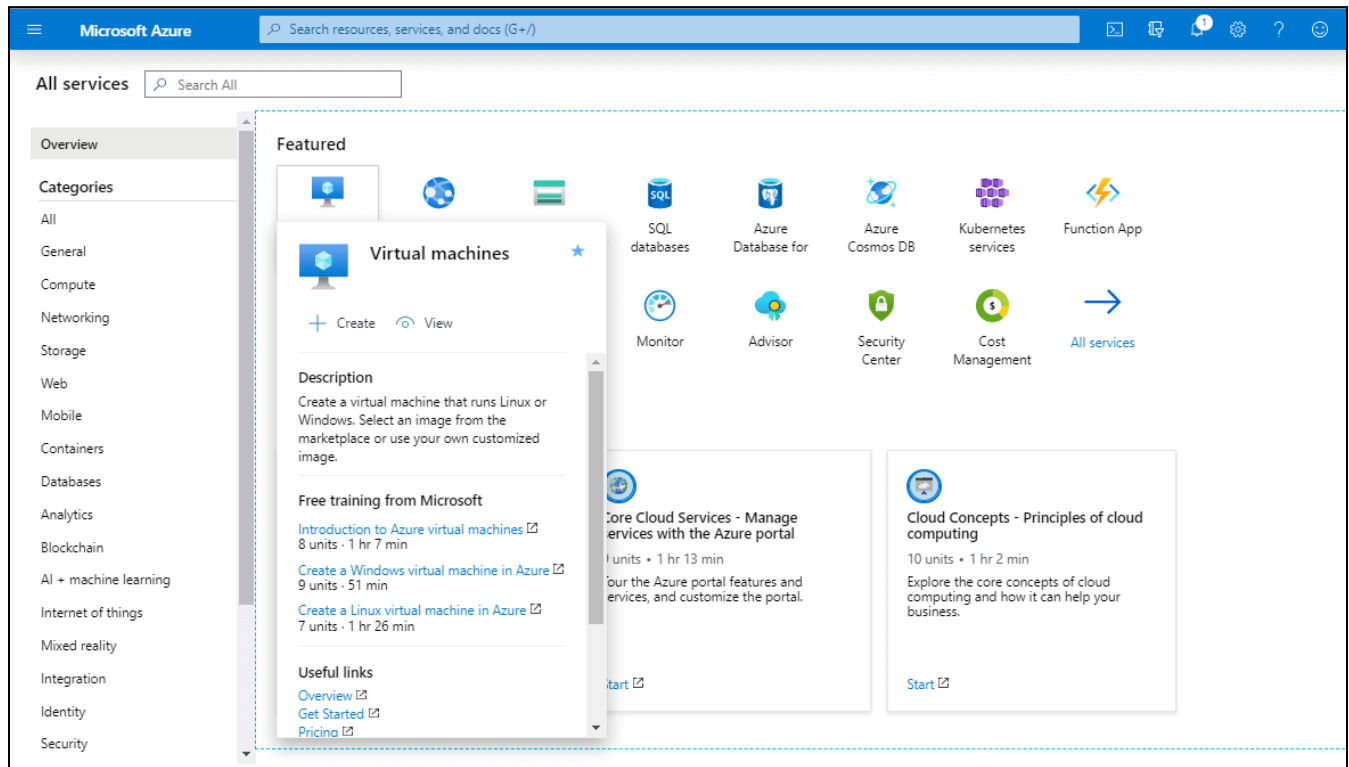 Microsoft Azure
Search resources, services, and docs (G+/)
1
All services
Search All
Overview
Categories
All
General
Compute
Networking
Storage
Web
Mobile
Containers
Databases
Analytics
Blockchain
AI + machine learning
Internet of things
Mixed reality
Integration
Identity
Security
Featured
SQL
SQL
databases
Azure
Database for
Azure
Cosmos DB
Kubernetes
services
Function App
Monitor
Advisor
Security
Center
$
Cost
Management
All services
Virtual machines
Create
View
Description
Create a virtual machine that runs Linux or
Windows. Select an image from the
marketplace or use your own customized
image.
Free training from Microsoft
Introduction to Azure virtual machines
8 units · 1 hr 7 min
Create a Windows virtual machine in Azure
9 units · 51 min
Create a Linux virtual machine in Azure
7 units · 1 hr 26 min
Useful links
Overview
Get Started
Pricing
Core Cloud Services - Manage
services with the Azure portal
units • 1 hr 13 min
Tour the Azure portal features and
services, and customize the portal.
Start
Cloud Concepts - Principles of cloud
computing
10 units • 1 hr 2 min
Explore the core concepts of cloud
computing and how it can help your
business.
Start